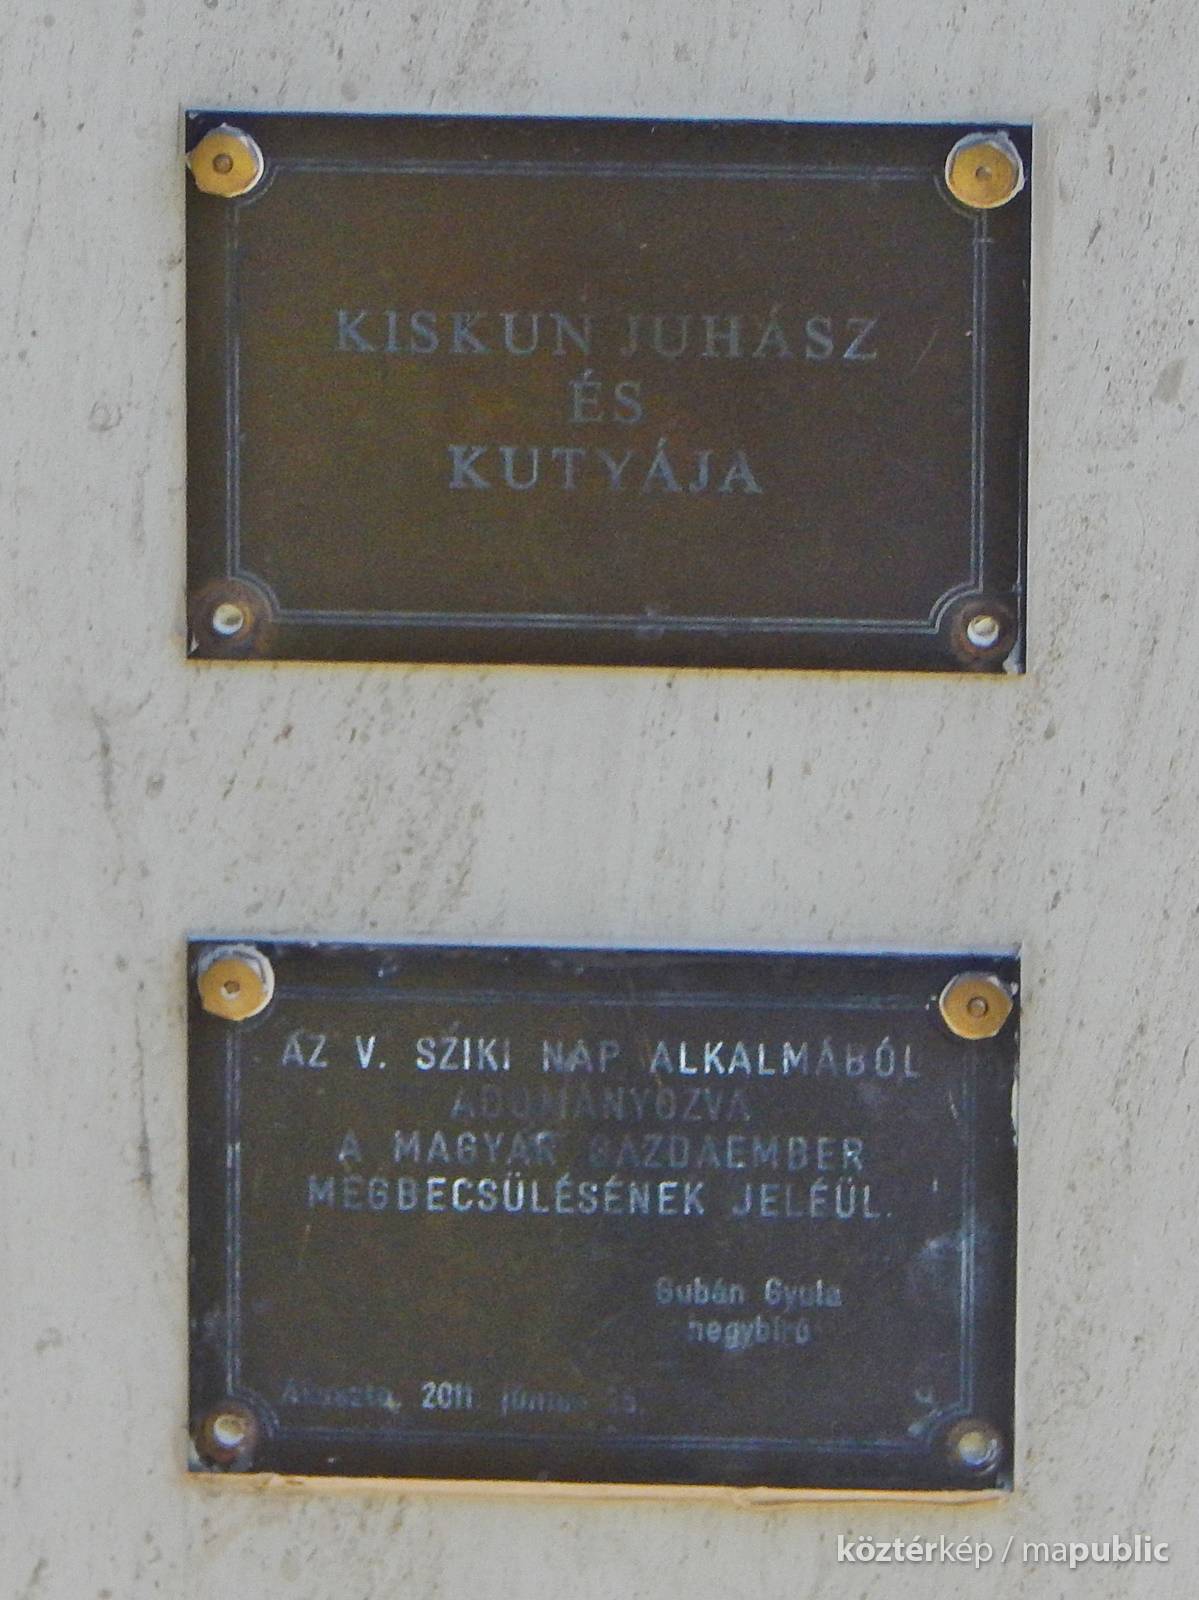 KISKUN JUHÁSZ
ÉS
KUTYÁJA
AZ V. SZIKI NAP ALKALMÁBÓL
ADOMÁNYOZVA
A MAGYAR GAZDAEMBER
MEGBECSÜLÉSÉNEK JELÉÜL.
Gubán Gyula
hegybíró
2011. június
köztérkép / mapublic